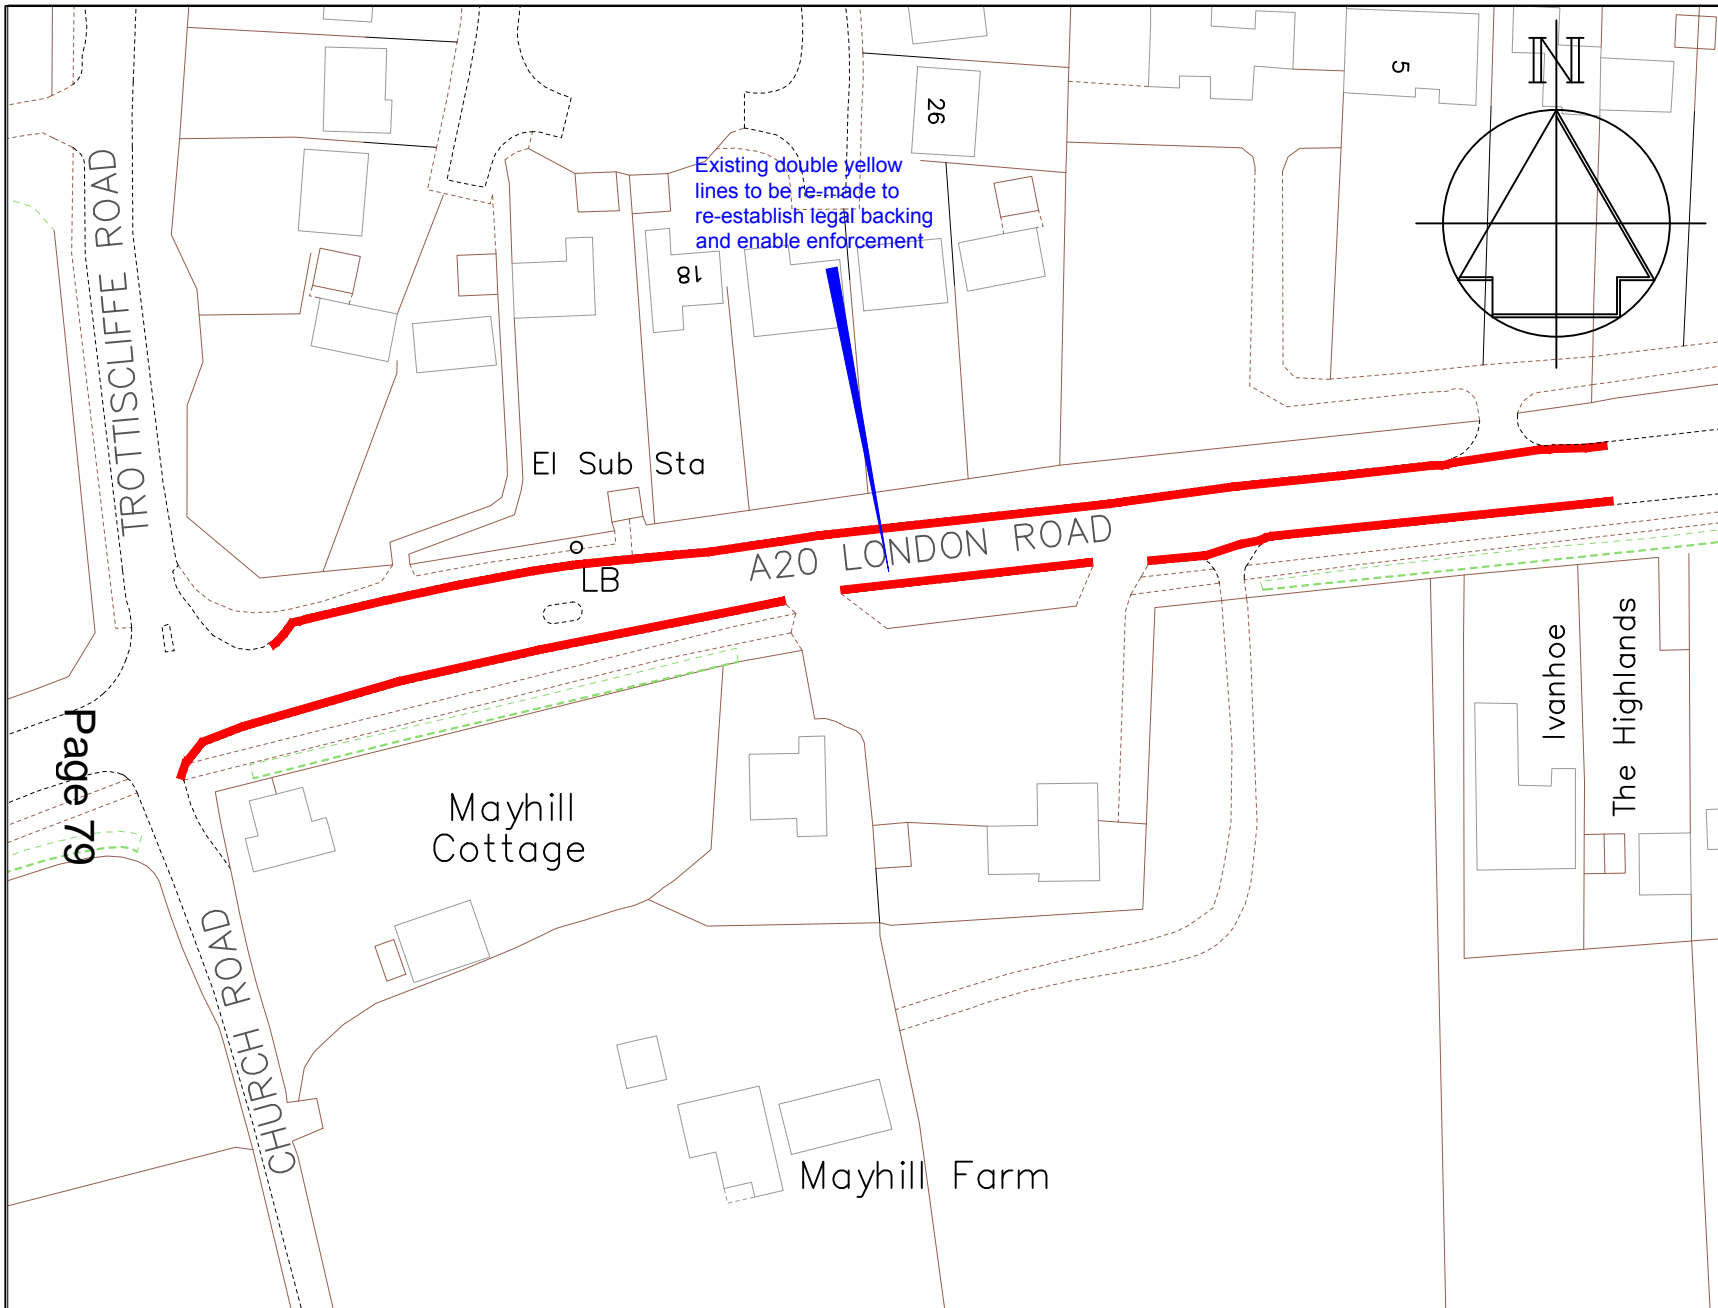 N
5
26
Existing double yellow
lines to be re-made to
re-establish legal backing
and enable enforcement
18
TROTTISCLIFFE ROAD
El Sub Sta
A20 LONDON ROAD
LB
Ivanhoe
The Highlands
Page 79
Mayhill
Cottage
CHURCH ROAD
Mayhill Farm